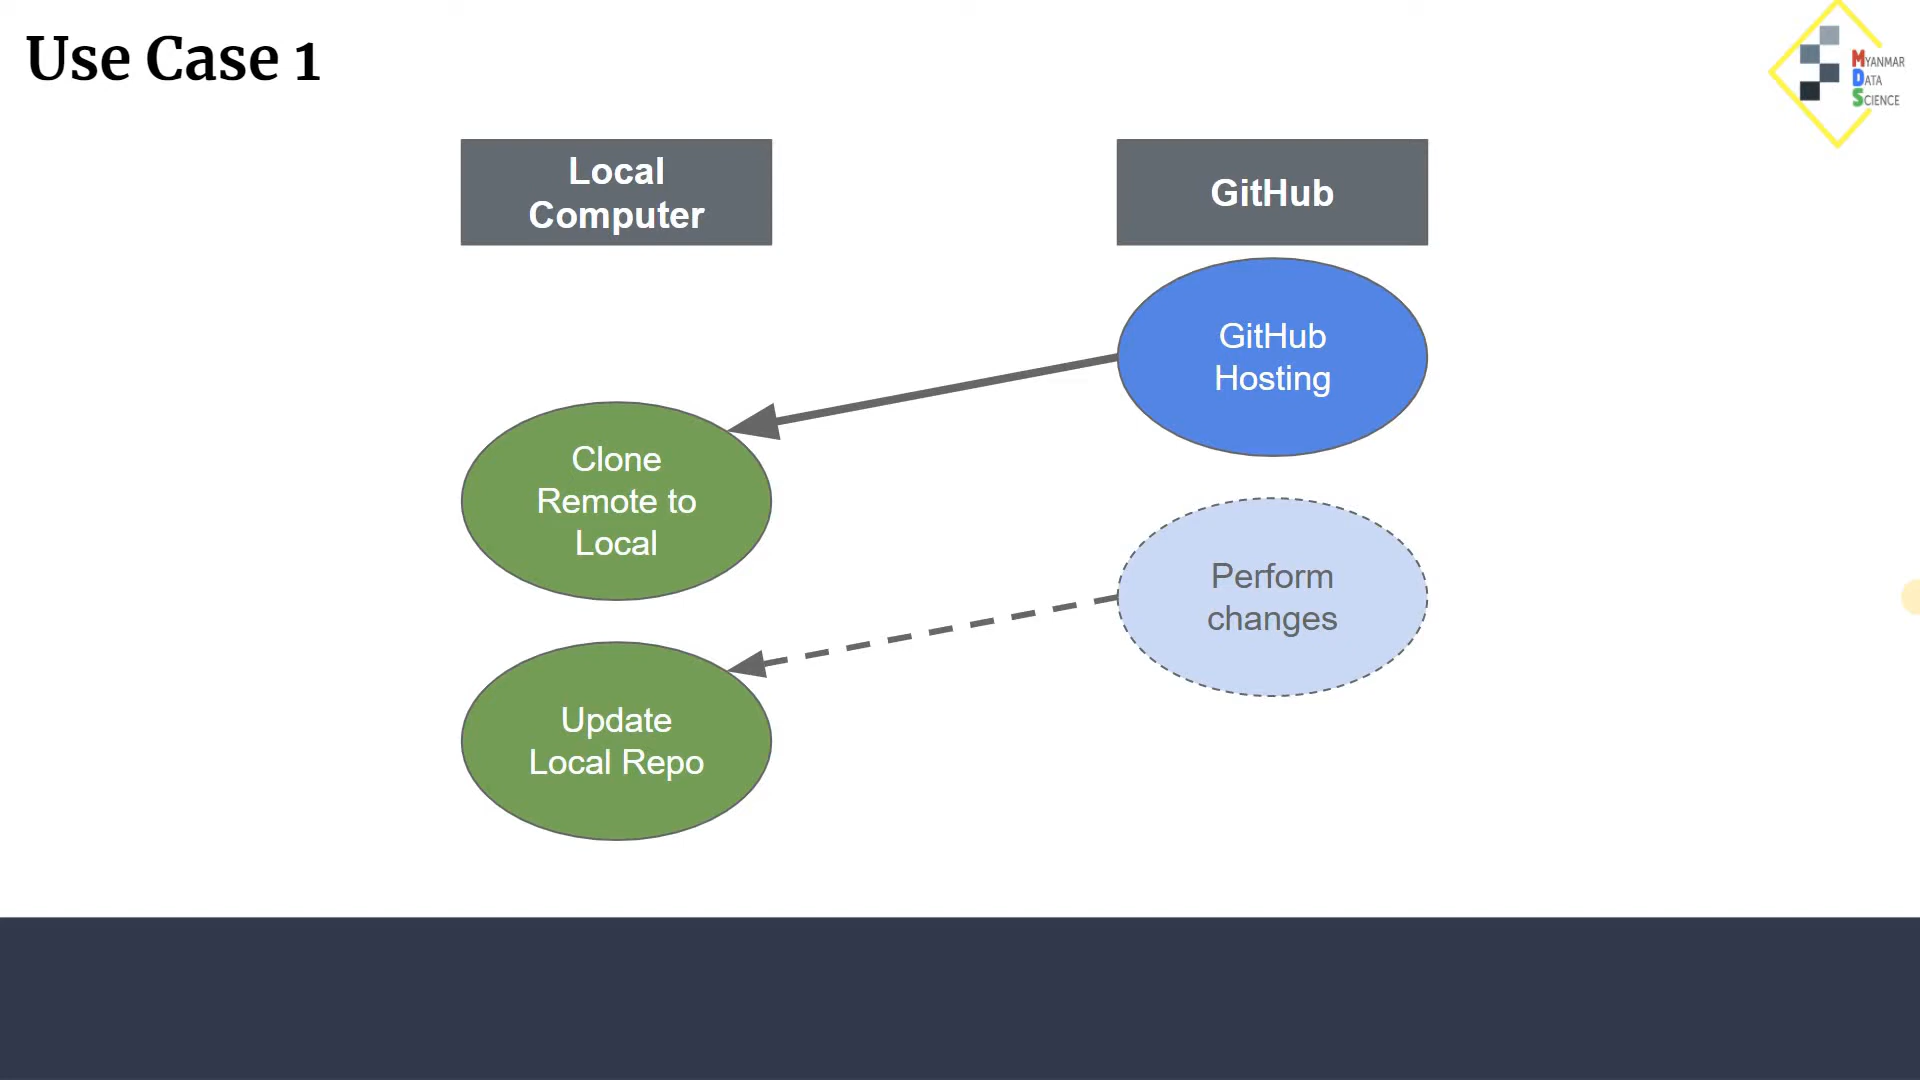 Use Case 1
MYANMAR
DATA
SCIENCE
Local
Computer
GitHub
GitHub
Hosting
Clone
Remote to
Local
Perform
changes
Update
Local Repo